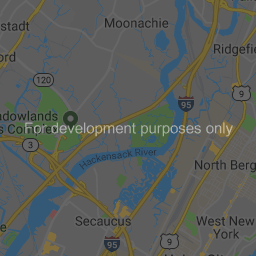 Moonachie
stadt
Ridgefi
ord
120
95
9
adowlands
s Co
For development purposes only
3
Hackensack River
North Berg
Secaucus
West New
York
95
9